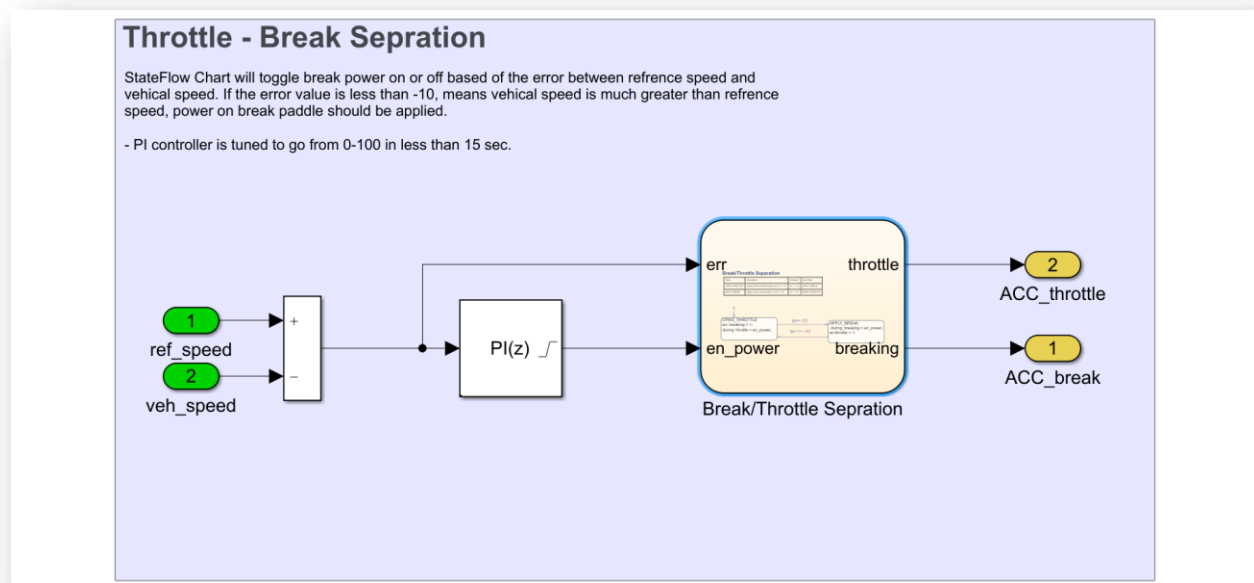 Throttle - Break Sepration
StateFlow Chart will toggle break power on or off based of the error between refrence speed and
vehical speed. If the error value is less than -10, means vehical speed is much greater than refrence
speed, power on break paddle should be applied.
- PI controller is tuned to go from 0-100 in less than 15 sec.
1
ref_speed
2
veh_speed
+
−
PI(z)
err
en_power
throttle
breaking
Break/Throttle Sepration
2
ACC_throttle
1
ACC_break